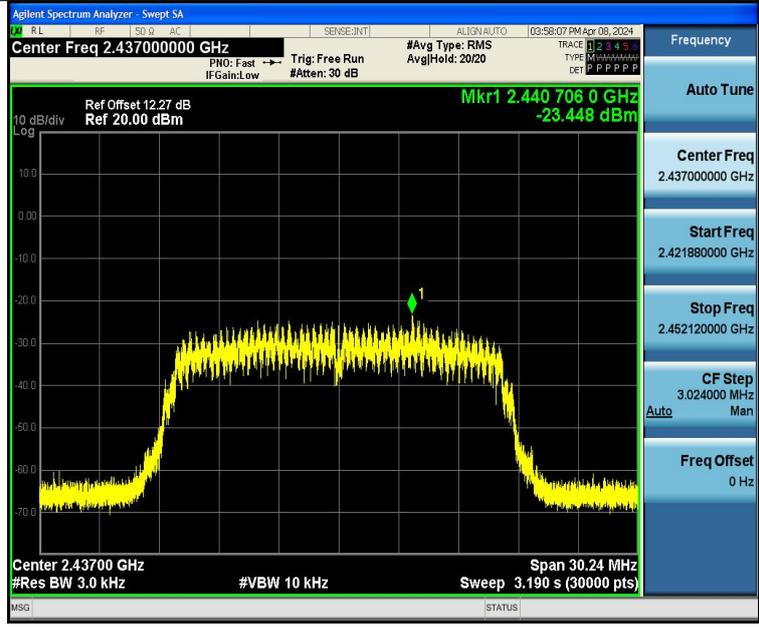 Agilent Spectrum Analyzer - Swept SA
LXI RL RF 50 Ω AC SENSE:INT ALIGN AUTO 03:58:07 PM Apr 08, 2024
Center Freq 2.437000000 GHz
PNO: Fast
IFGain:Low
Trig: Free Run
#Atten: 30 dB
#Avg Type: RMS
Avg|Hold: 20/20
TRACE 1 2 3 4 5 6
TYPE MWWWWW
DET P P P P P P
Mkr1 2.440 706 0 GHz
-23.448 dBm
Ref Offset 12.27 dB
10 dB/div Ref 20.00 dBm
Log
10.0
0.00
-10.0
-20.0
-30.0
-40.0
-50.0
-60.0
-70.0
1
Center 2.43700 GHz Span 30.24 MHz
#Res BW 3.0 kHz #VBW 10 kHz Sweep 3.190 s (30000 pts)
MSG STATUS
Frequency
Auto Tune
Center Freq
2.437000000 GHz
Start Freq
2.421880000 GHz
Stop Freq
2.452120000 GHz
CF Step
3.024000 MHz
Auto Man
Freq Offset
0 Hz